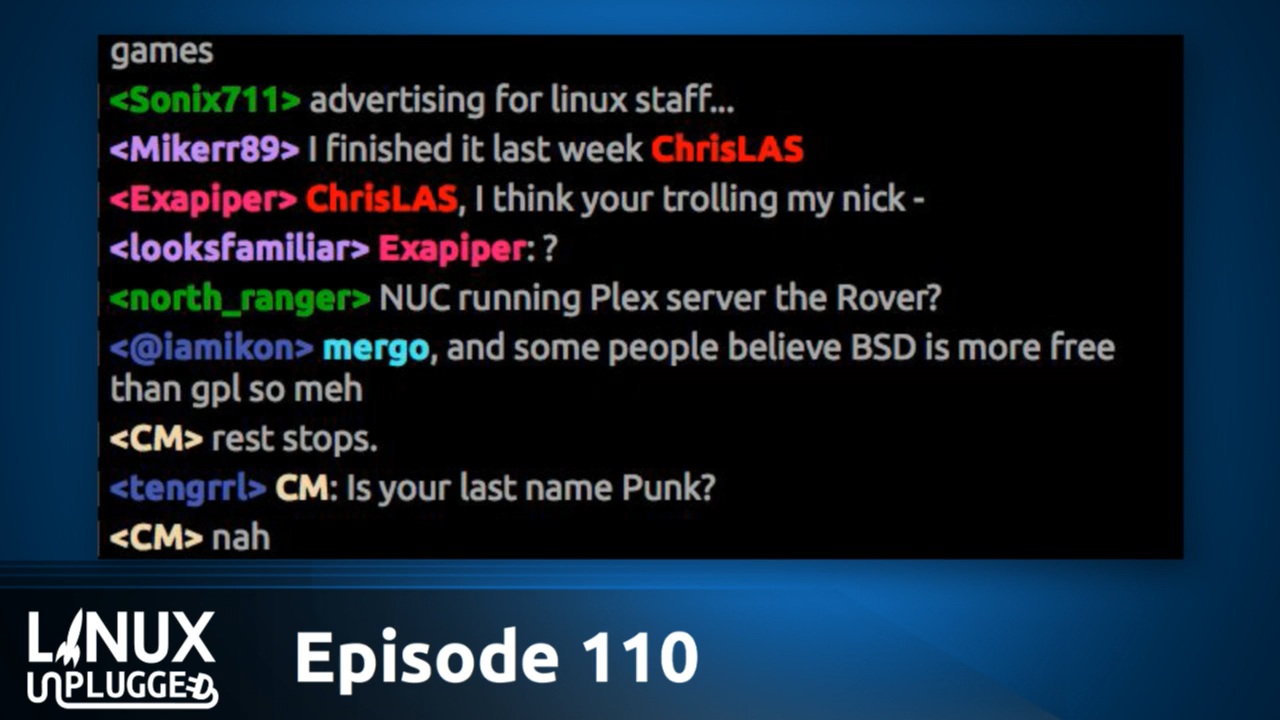 games
<Sonix711> advertising for linux staff...
<Mikerr89> I finished it last week ChrisLAS
<Exapiper> ChrisLAS, I think your trolling my nick -
<looksfamiliar> Exapiper: ?
<north_ranger> NUC running Plex server the Rover?
<@iamikon> mergo, and some people believe BSD is more free
than gpl so meh
<CM> rest stops.
<tengrrl> CM: Is your last name Punk?
<CM> nah
LINUX
UNPLUGGED
Episode 110